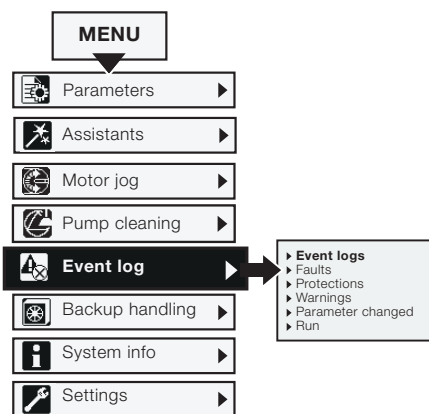 MENU
Parameters
Assistants
Motor jog
Pump cleaning
Event log
Event logs
Faults
Protections
Warnings
Parameter changed
Run
Backup handling
System info
Settings